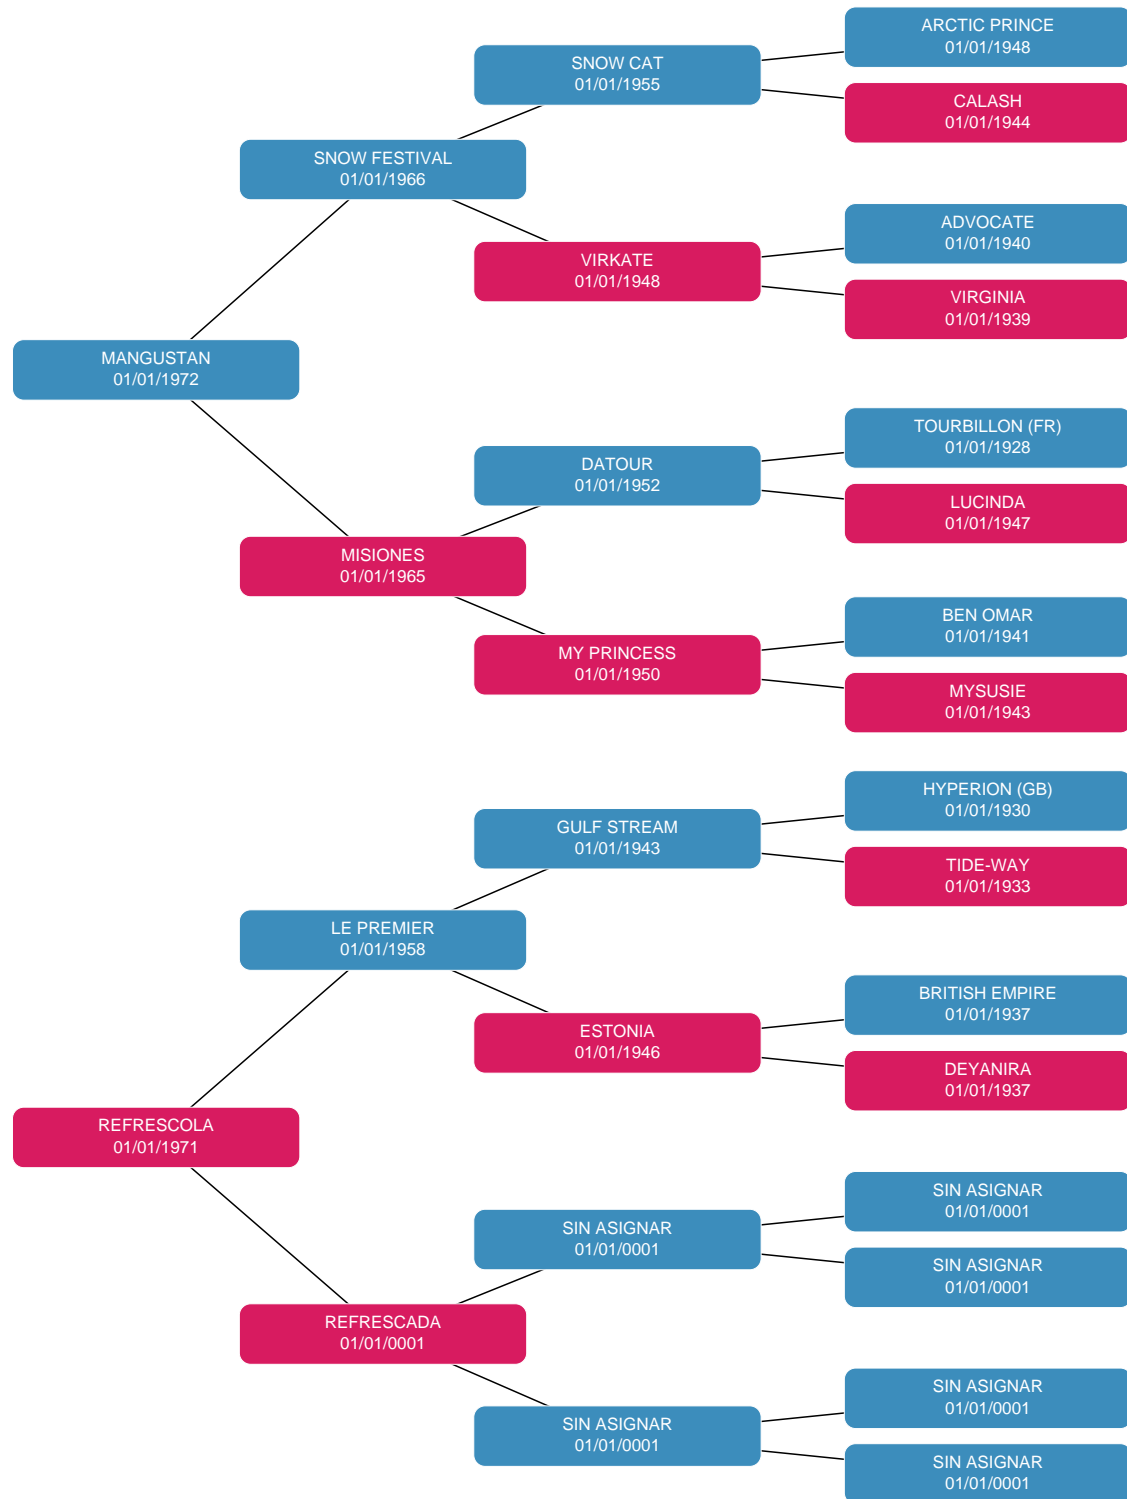 ARCTIC PRINCE
01/01/1948
SNOW CAT
01/01/1955
CALASH
01/01/1944
SNOW FESTIVAL
01/01/1966
ADVOCATE
01/01/1940
VIRKATE
01/01/1948
VIRGINIA
01/01/1939
MANGUSTAN
01/01/1972
TOURBILLON (FR)
01/01/1928
DATOUR
01/01/1952
LUCINDA
01/01/1947
MISIONES
01/01/1965
BEN OMAR
01/01/1941
MY PRINCESS
01/01/1950
MYSUSIE
01/01/1943
HYPERION (GB)
01/01/1930
GULF STREAM
01/01/1943
TIDE-WAY
01/01/1933
LE PREMIER
01/01/1958
BRITISH EMPIRE
01/01/1937
ESTONIA
01/01/1946
DEYANIRA
01/01/1937
REFRESCOLA
01/01/1971
SIN ASIGNAR
01/01/0001
SIN ASIGNAR
01/01/0001
SIN ASIGNAR
01/01/0001
REFRESCADA
01/01/0001
SIN ASIGNAR
01/01/0001
SIN ASIGNAR
01/01/0001
SIN ASIGNAR
01/01/0001